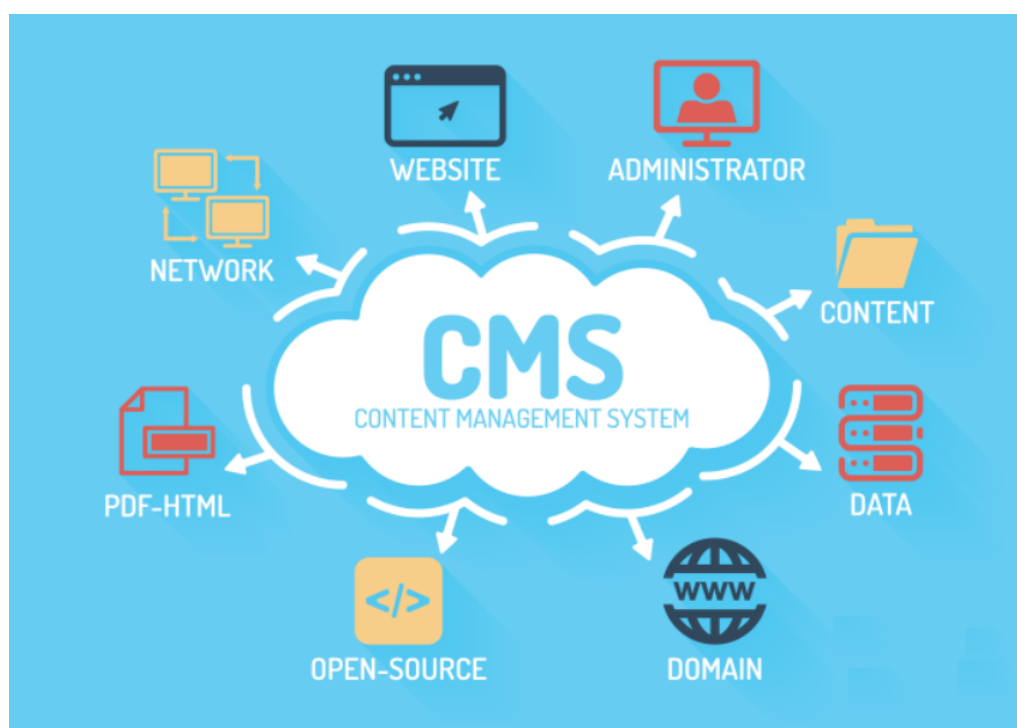 WEBSITE
ADMINISTRATOR
NETWORK
CONTENT
CMS
CONTENT MANAGEMENT SYSTEM
PDF-HTML
DATA
</>
WWW
OPEN-SOURCE
DOMAIN